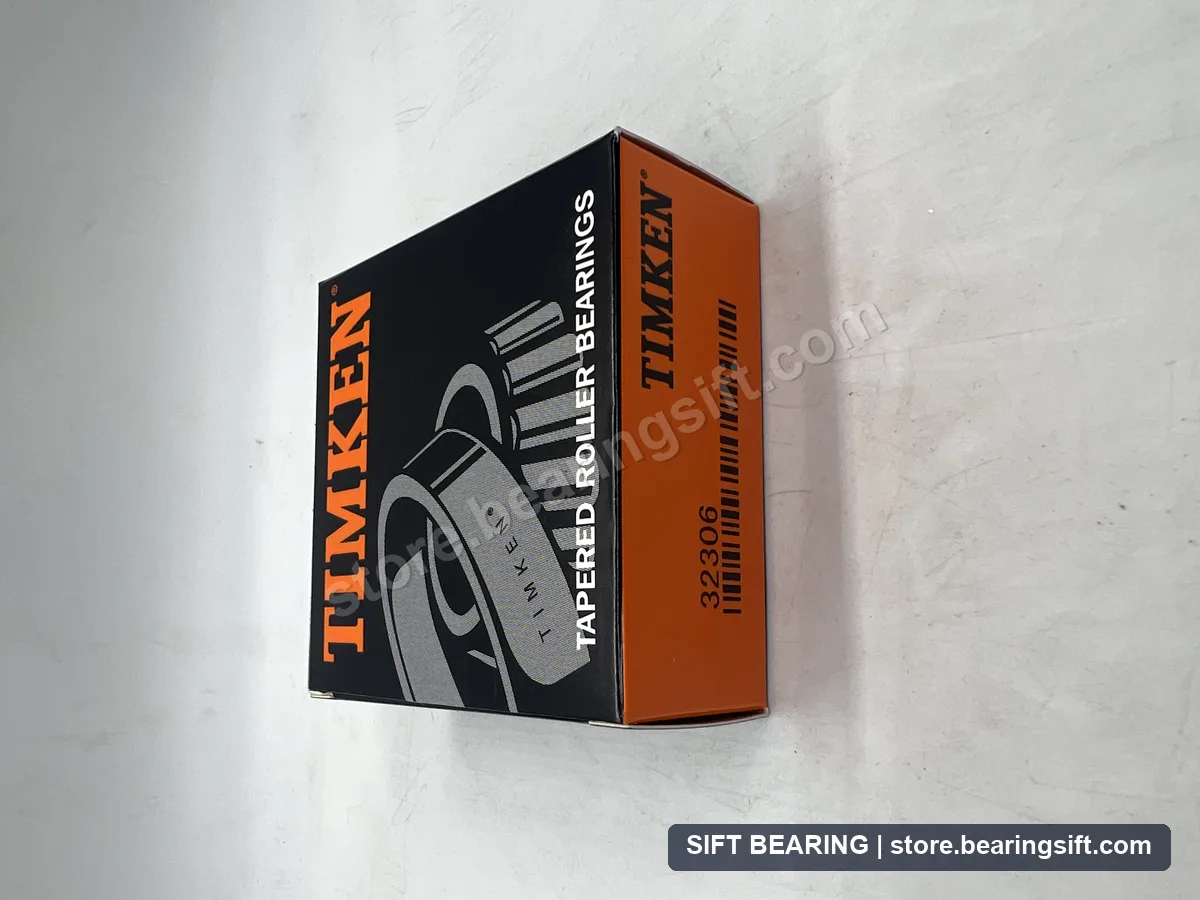 TIMKEN®
TIMKEN®
TAPERED ROLLER BEARINGS
TIMKEN®
32306
store.bearingsift.com
SIFT BEARING | store.bearingsift.com